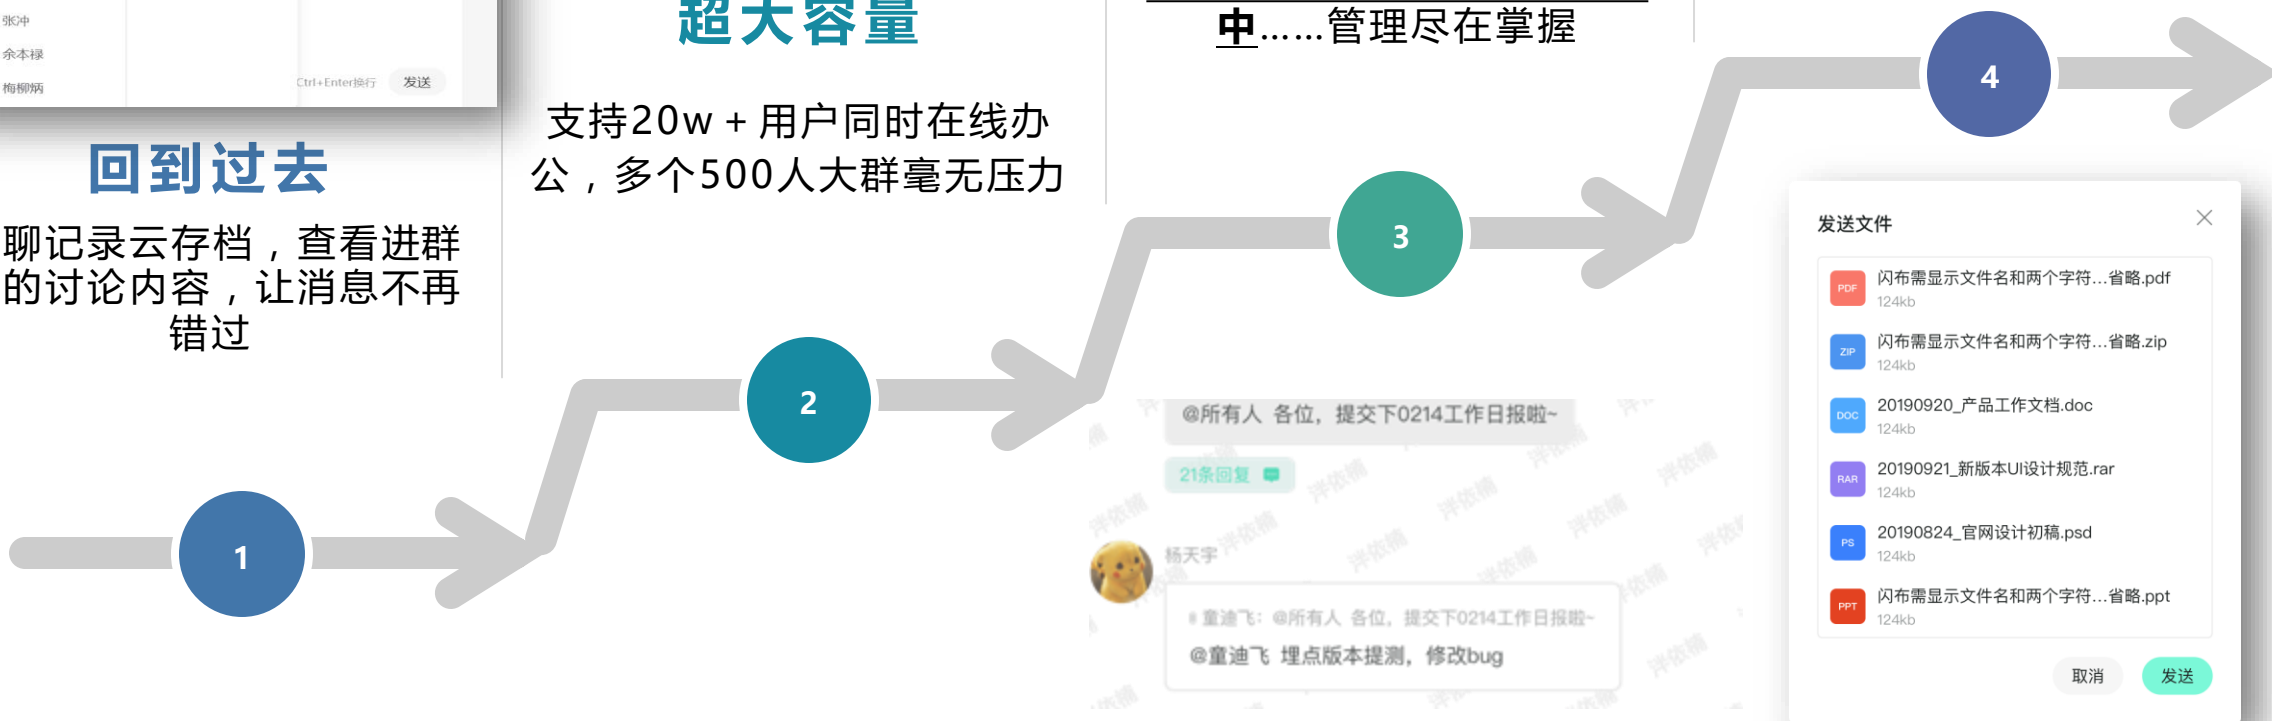 张冲
余本禄
梅柳炳
Ctrl+Enter换行
发送
回到过去
聊记录云存档，查看进群
的讨论内容，让消息不再
错过
1
超大容量
支持20w＋用户同时在线办
公，多个500人大群毫无压力
2
中……管理尽在掌握
3
@所有人 各位，提交下0214工作日报啦~
21条回复
杨天宇
童迪飞：@所有人 各位，提交下0214工作日报啦~
@童迪飞 埋点版本提测，修改bug
4
发送文件
PDF
闪布需显示文件名和两个字符...省略.pdf
124kb
ZIP
闪布需显示文件名和两个字符...省略.zip
124kb
DOC
20190920_产品工作文档.doc
124kb
RAR
20190921_新版本UI设计规范.rar
124kb
PS
20190824_官网设计初稿.psd
124kb
PPT
闪布需显示文件名和两个字符...省略.ppt
124kb
取消
发送